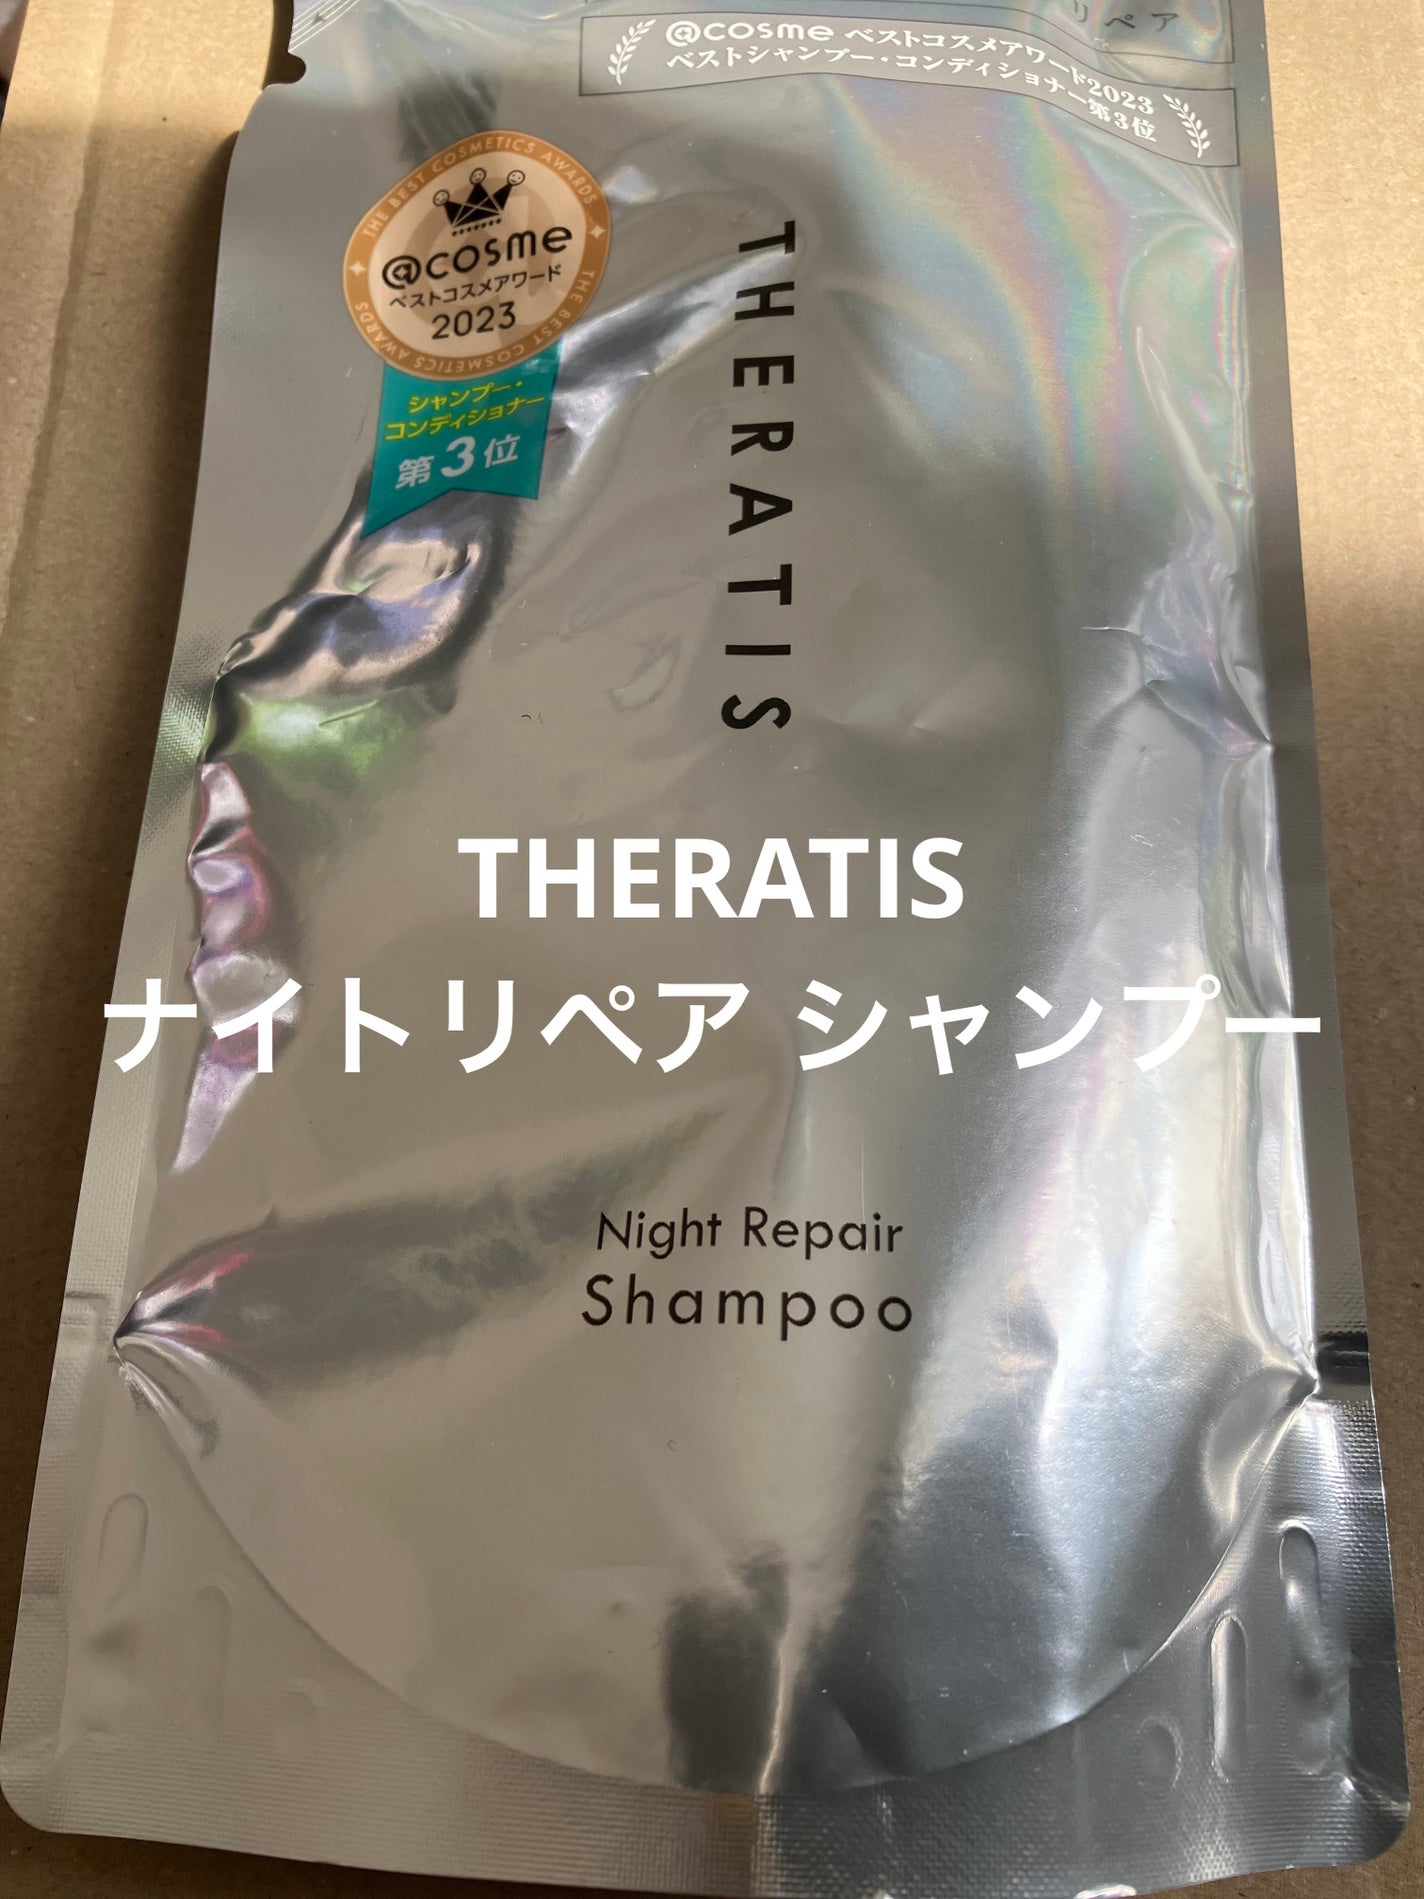 リペア
@cosme ベストコスメアワード2023
ベストシャンプー・コンディショナー第3位
THE BEST COSMETICS AWARDS
@cosme
ベストコスメアワード
2023
THE BEST COSMETICS AWARDS
シャンプー・
コンディショナー
第3位
THERATIS
THERATIS
ナイトリペア シャンプー
Night Repair
Shampoo